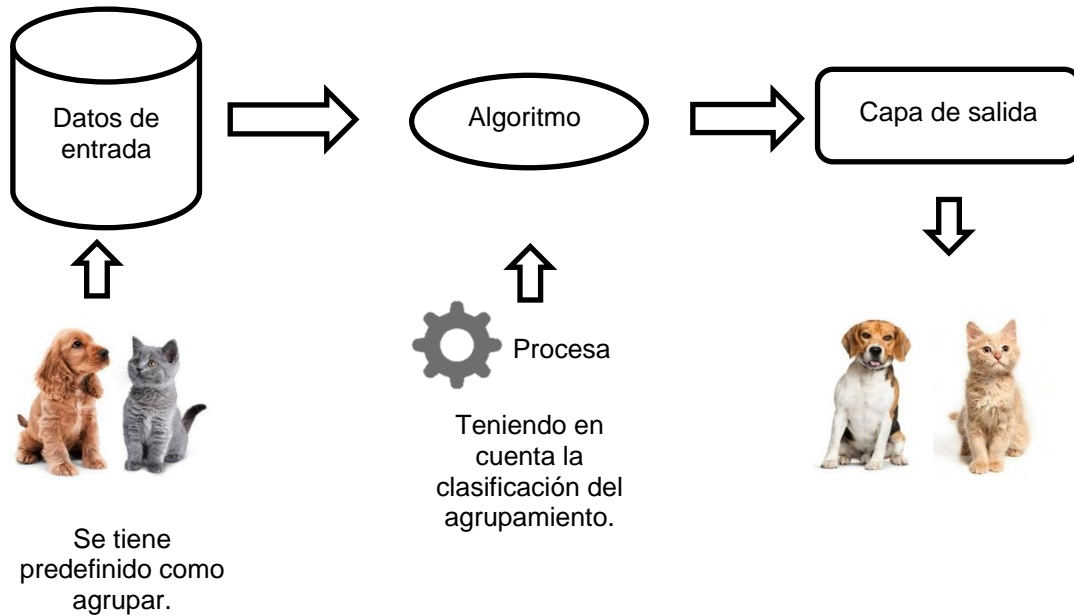 Datos de
entrada
Algoritmo
Capa de salida
Procesa
Teniendo en
cuenta la
clasificación del
agrupamiento.
Se tiene
predefinido como
agrupar.